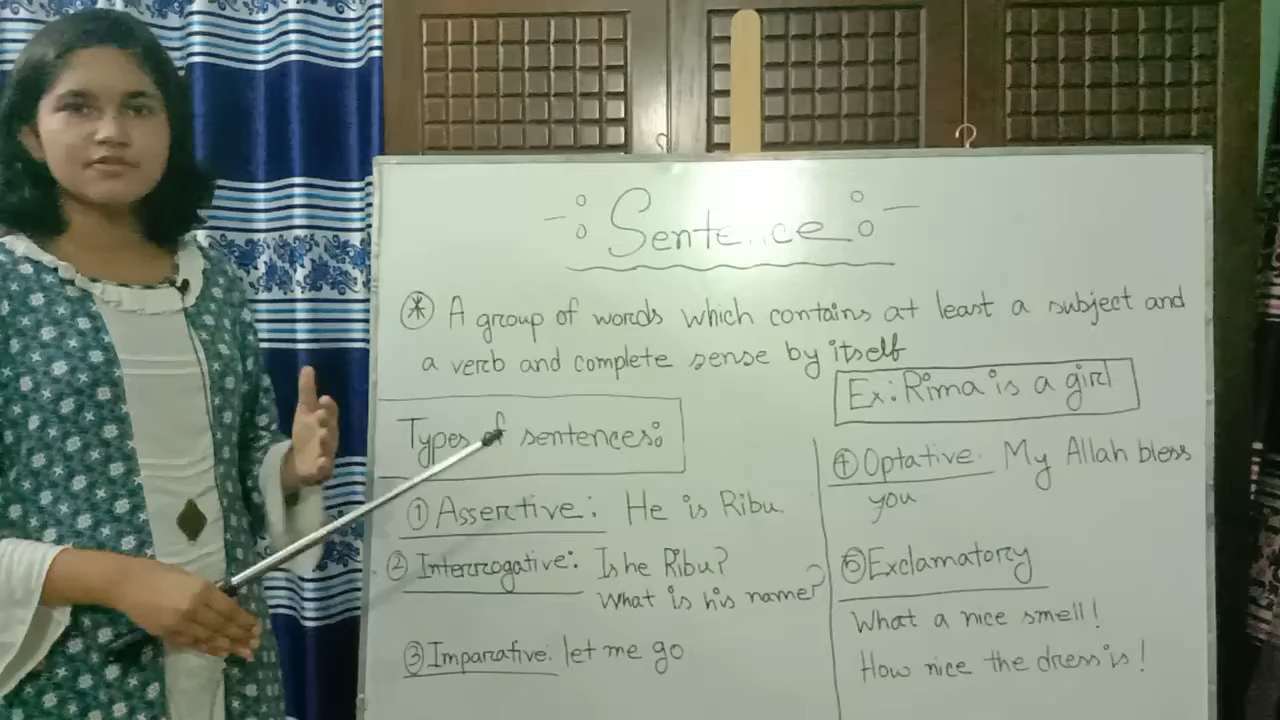 Sentence
A group of words which contains at least a subject and
a verb and complete sense by itself
Ex: Rima is a girl
Types of sentences:
① Assertive: He is Ribu
② Interrogative: Is he Ribu?
What is his name?
③ Imparative: let me go
④ Optative: My Allah bless
you
⑤ Exclamatory
What a nice smell!
How nice the dress is!